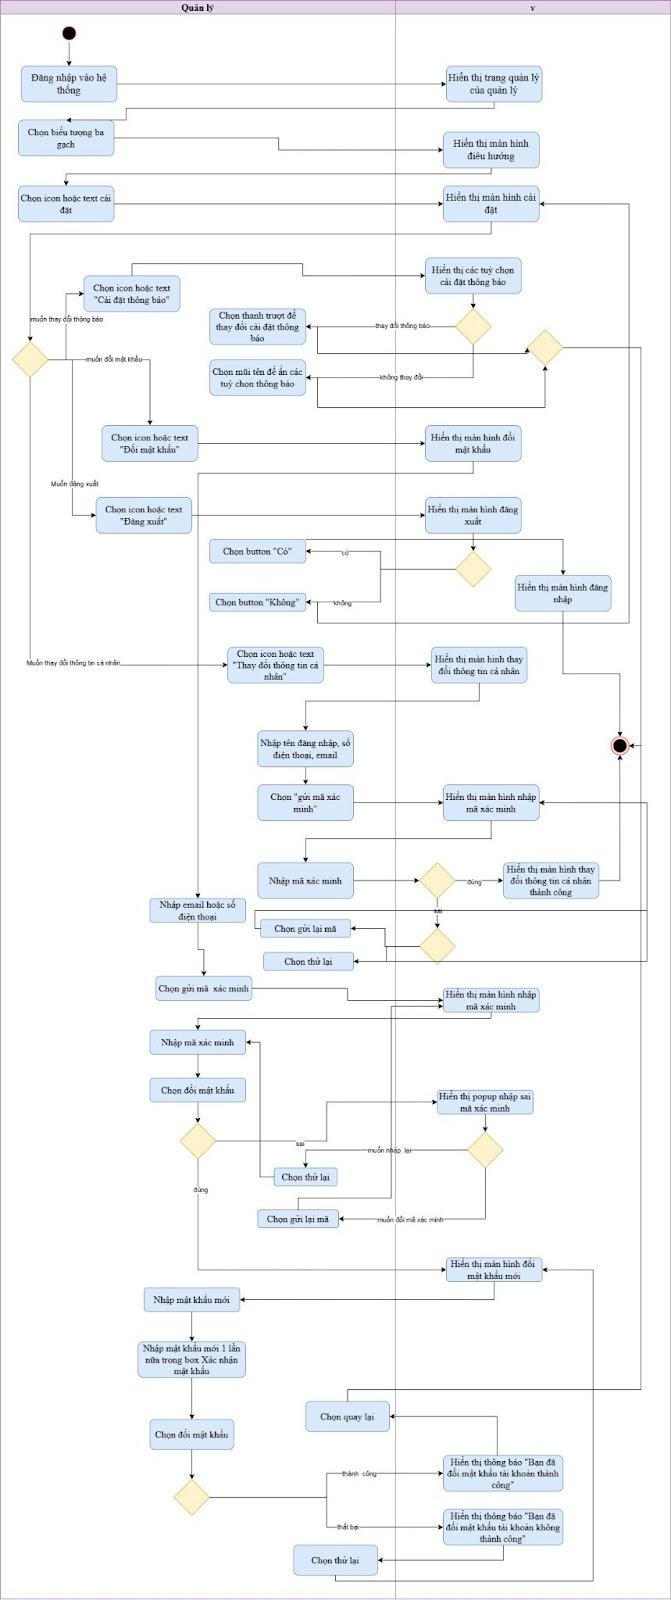 Quản lý
v
Đăng nhập vào hệ
thống
Hiển thị trang quản lý
của quản lý
Chọn biểu tượng ba
gạch
Hiển thị màn hình
điều hướng
Chọn icon hoặc text cài
đặt
Hiển thị màn hình cài
đặt
Chọn icon hoặc text
"Cài đặt thông báo"
Hiển thị các tuỳ chọn
cài đặt thông báo
muốn thay đổi thông báo
Chọn thanh trượt để
thay đổi cài đặt thông
báo
thay đổi thông báo
muốn đổi mật khẩu
Chọn mũi tên để ẩn các
tuỳ chọn thông báo
không thay đổi
Chọn icon hoặc text
"Đổi mật khẩu"
Hiển thị màn hình đổi
mật khẩu
Muốn đăng xuất
Chọn icon hoặc text
"Đăng xuất"
Hiển thị màn hình đăng
xuất
Chọn button "Có"
có
Hiển thị màn hình đăng
nhập
Chọn button "Không"
không
Muốn thay đổi thông tin cá nhân
Chọn icon hoặc text
"Thay đổi thông tin cá
nhân"
Hiển thị màn hình thay
đổi thông tin cá nhân
Nhập tên đăng nhập, số
điện thoại, email
Chọn "gửi mã xác
minh"
Hiển thị màn hình nhập
mã xác minh
Nhập mã xác minh
đúng
Hiển thị màn hình thay
đổi thông tin cá nhân
thành công
sai
Nhập email hoặc số
điện thoại
Chọn gửi lại mã
Chọn thử lại
Chọn gửi mã xác minh
Hiển thị màn hình nhập
mã xác minh
Nhập mã xác minh
Chọn đổi mật khẩu
Hiển thị popup nhập sai
mã xác minh
sai
muốn nhập lại
Chọn thử lại
đúng
Chọn gửi lại mã
muốn đổi mã xác minh
Hiển thị màn hình đổi
mật khẩu mới
Nhập mật khẩu mới
Nhập mật khẩu mới 1 lần
nữa trong box Xác nhận
mật khẩu
Chọn quay lại
Chọn đổi mật khẩu
thành công
Hiển thị thông báo "Bạn đã
đổi mật khẩu tài khoản thành
công"
thất bại
Hiển thị thông báo "Bạn đã
đổi mật khẩu tài khoản không
thành công"
Chọn thử lại